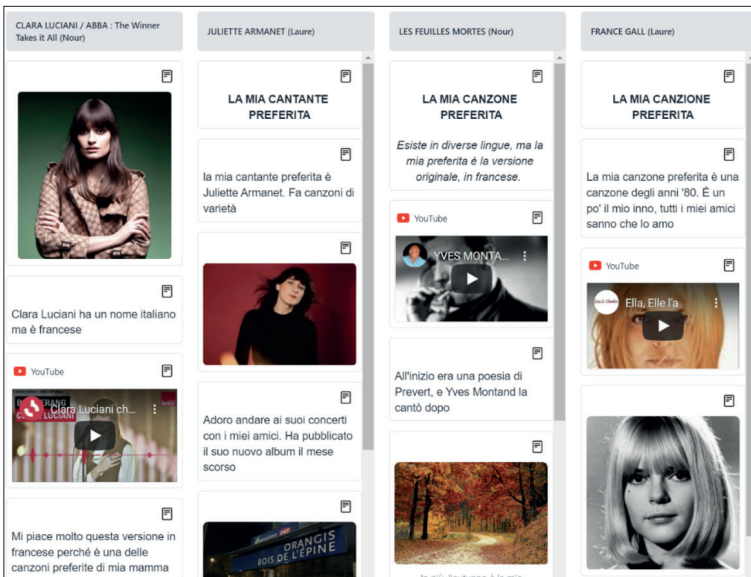 CLARA LUCIANI / ABBA : The Winner
Takes it All (Nour)
Clara Luciani ha un nome italiano
ma è francese
YouTube
Clara Luciani ch...
CLARA LUCIANI
Mi piace molto questa versione in
francese perché è una delle
canzoni preferite di mia mamma
JULIETTE ARMANET (Laure)
LA MIA CANTANTE
PREFERITA
la mia cantante preferita è
Juliette Armanet. Fa canzoni di
varietà
Adoro andare ai suoi concerti
con i miei amici. Ha pubblicato
il suo nuovo album il mese
scorso
ORANGIS
BOIS DE L'ÉPINE
LES FEUILLES MORTES (Nour)
LA MIA CANZONE
PREFERITA
Esiste in diverse lingue, ma la
mia preferita é la versione
originale, in francese.
YouTube
YVES MONTA...
All'inizio era una poesia di
Prevert, e Yves Montand la
cantò dopo
FRANCE GALL (Laure)
LA MIA CANZIONE
PREFERITA
La mia canzone preferita è una
canzone degli anni '80. È un
po' il mio inno, tutti i miei amici
sanno che lo amo
YouTube
Ella, Elle l'a